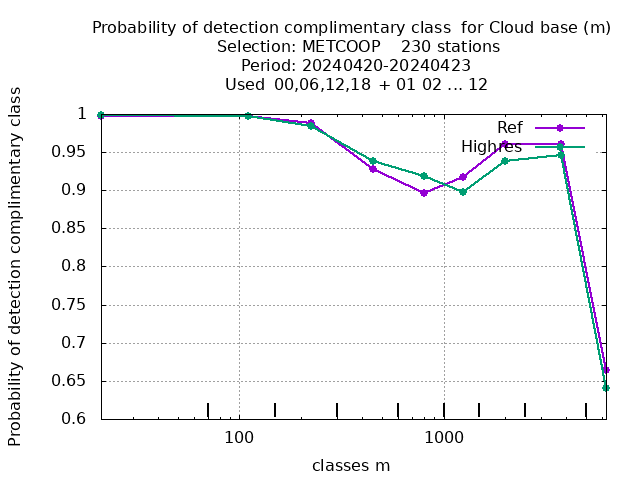 Probability of detection complimentary class  for Cloud base (m)
Selection: METCOOP    230 stations
Period: 20240420-20240423
Used  00,06,12,18 + 01 02 ... 12
Probability of detection complimentary class
1
0.95
0.9
0.85
0.8
0.75
0.7
0.65
0.6
Ref
Highres
100
1000
classes m